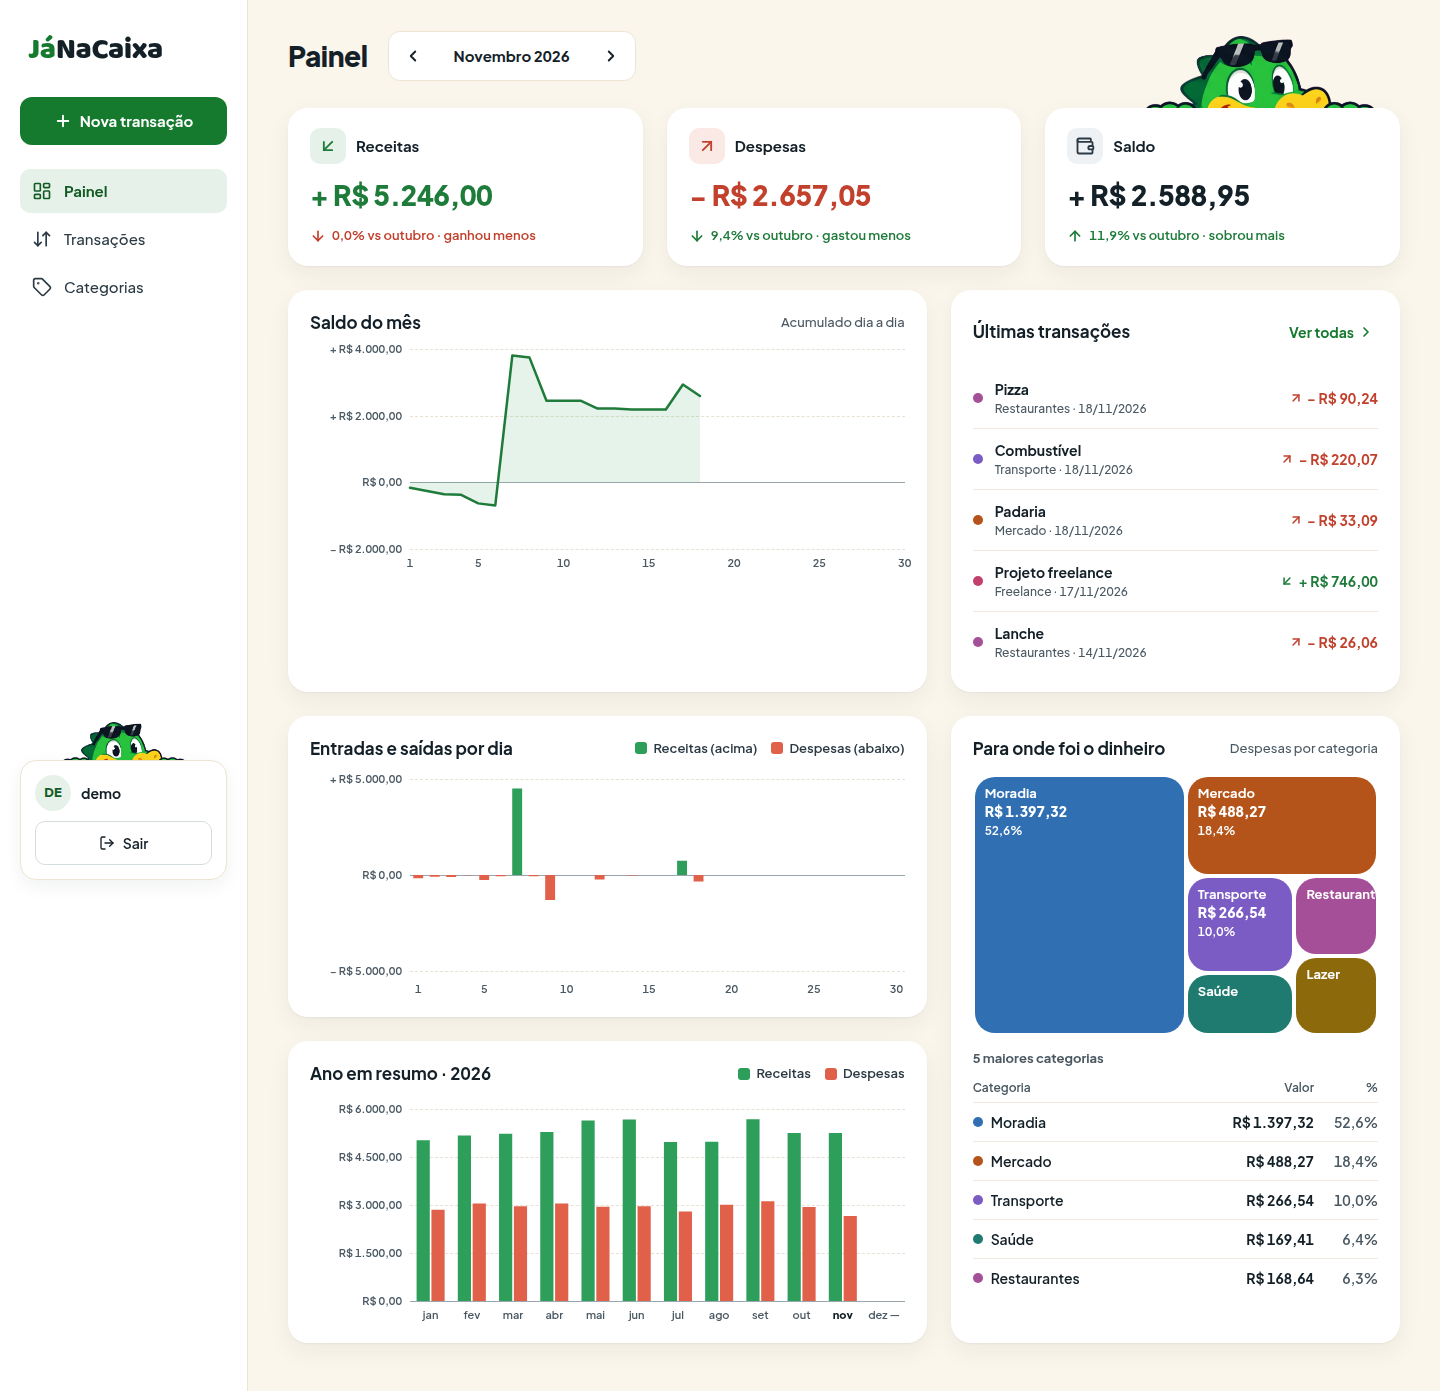 JáNaCaixa
Nova transação
Painel
Transações
Categorias
DE
demo
Sair
Painel
Novembro 2026
Receitas
+ R$ 5.246,00
0,0% vs outubro · ganhou menos
Despesas
− R$ 2.657,05
9,4% vs outubro · gastou menos
Saldo
+ R$ 2.588,95
11,9% vs outubro · sobrou mais
Saldo do mês
Acumulado dia a dia
+ R$ 4.000,00
+ R$ 2.000,00
R$ 0,00
− R$ 2.000,00
1 5 10 15 20 25 30
Últimas transações
Ver todas
Pizza
Restaurantes · 18/11/2026
− R$ 90,24
Combustível
Transporte · 18/11/2026
− R$ 220,07
Padaria
Mercado · 18/11/2026
− R$ 33,09
Projeto freelance
Freelance · 17/11/2026
+ R$ 746,00
Lanche
Restaurantes · 14/11/2026
− R$ 26,06
Entradas e saídas por dia
Receitas (acima)
Despesas (abaixo)
+ R$ 5.000,00
R$ 0,00
− R$ 5.000,00
1 5 10 15 20 25 30
Para onde foi o dinheiro
Despesas por categoria
Moradia
R$ 1.397,32
52,6%
Mercado
R$ 488,27
18,4%
Transporte
R$ 266,54
10,0%
Restaurant
Saúde
Lazer
5 maiores categorias
Categoria Valor %
Moradia R$ 1.397,32 52,6%
Mercado R$ 488,27 18,4%
Transporte R$ 266,54 10,0%
Saúde R$ 169,41 6,4%
Restaurantes R$ 168,64 6,3%
Ano em resumo · 2026
Receitas
Despesas
R$ 6.000,00
R$ 4.500,00
R$ 3.000,00
R$ 1.500,00
R$ 0,00
jan fev mar abr mai jun jul ago set out nov dez —